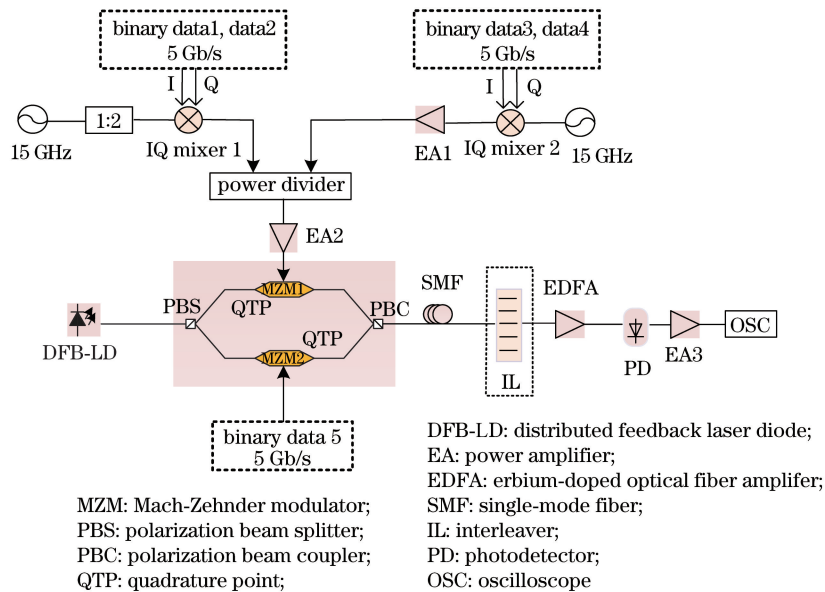 binary data1, data2
5 Gb/s
binary data3, data4
5 Gb/s
I
Q
I
Q
1:2
15 GHz
IQ mixer 1
EA1
IQ mixer 2
15 GHz
power divider
EA2
PBS
QTP
MZM1
PBC
SMF
EDFA
DFB-LD
QTP
MZM2
IL
PD
EA3
OSC
binary data 5
5 Gb/s
MZM: Mach-Zehnder modulator;
PBS: polarization beam splitter;
PBC: polarization beam coupler;
QTP: quadrature point;
DFB-LD: distributed feedback laser diode;
EA: power amplifier;
EDFA: erbium-doped optical fiber amplifer;
SMF: single-mode fiber;
IL: interleaver;
PD: photodetector;
OSC: oscilloscope